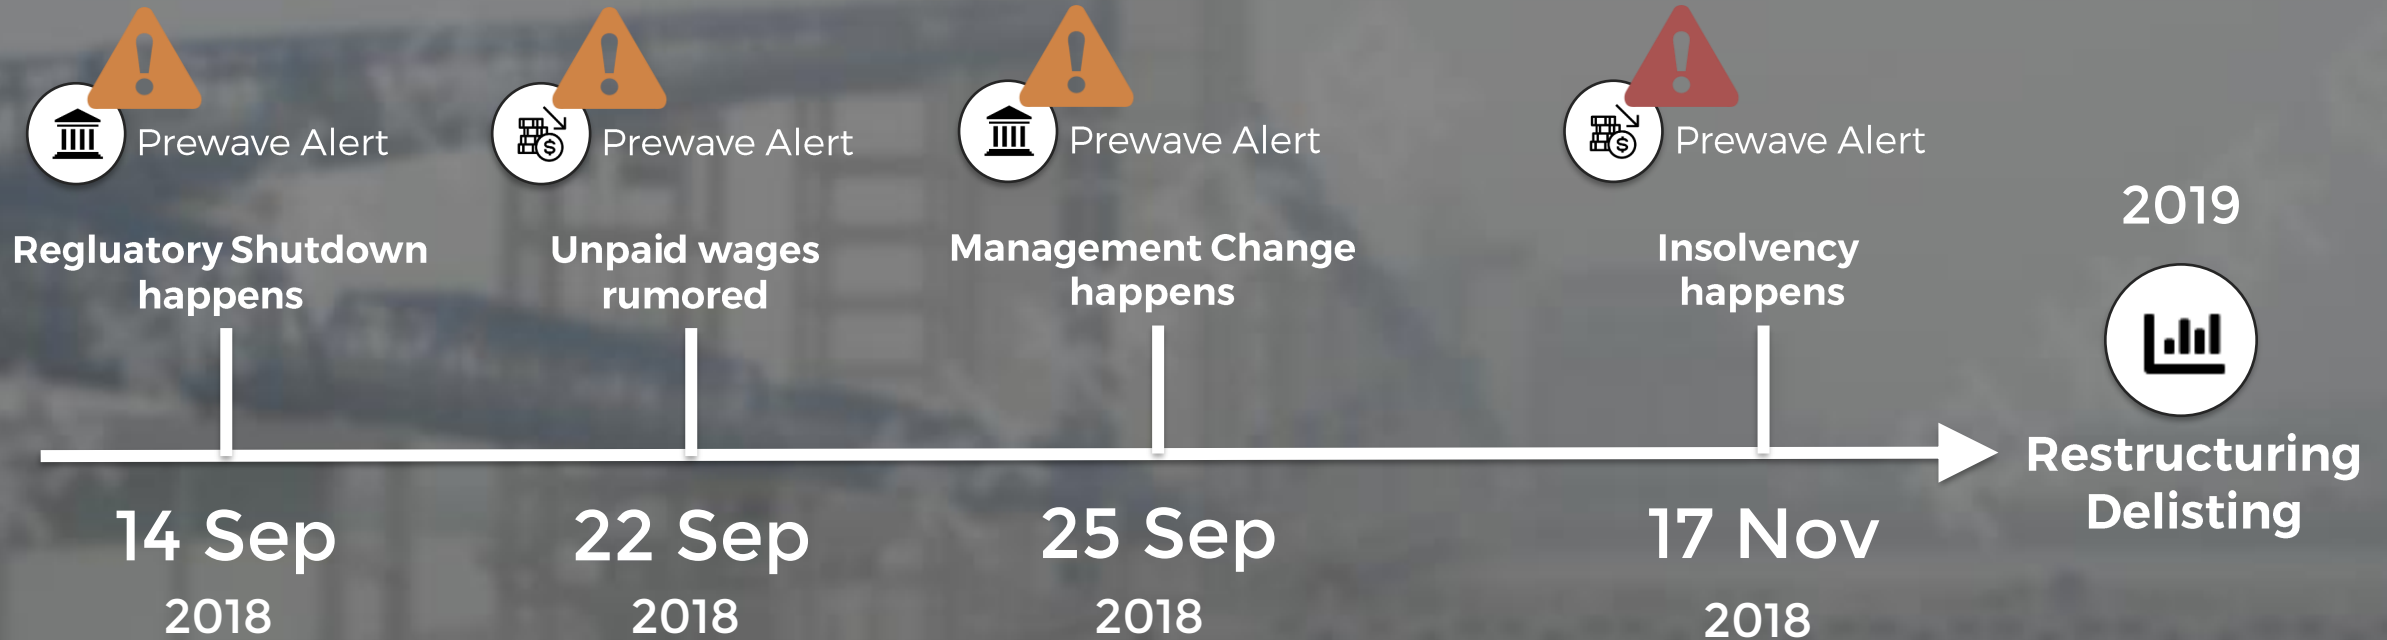 Prewave Alert
Regluatory Shutdown
happens
14 Sep
2018
Prewave Alert
Unpaid wages
rumored
22 Sep
2018
Prewave Alert
Management Change
happens
25 Sep
2018
Prewave Alert
Insolvency
happens
17 Nov
2018
2019
Restructuring
Delisting